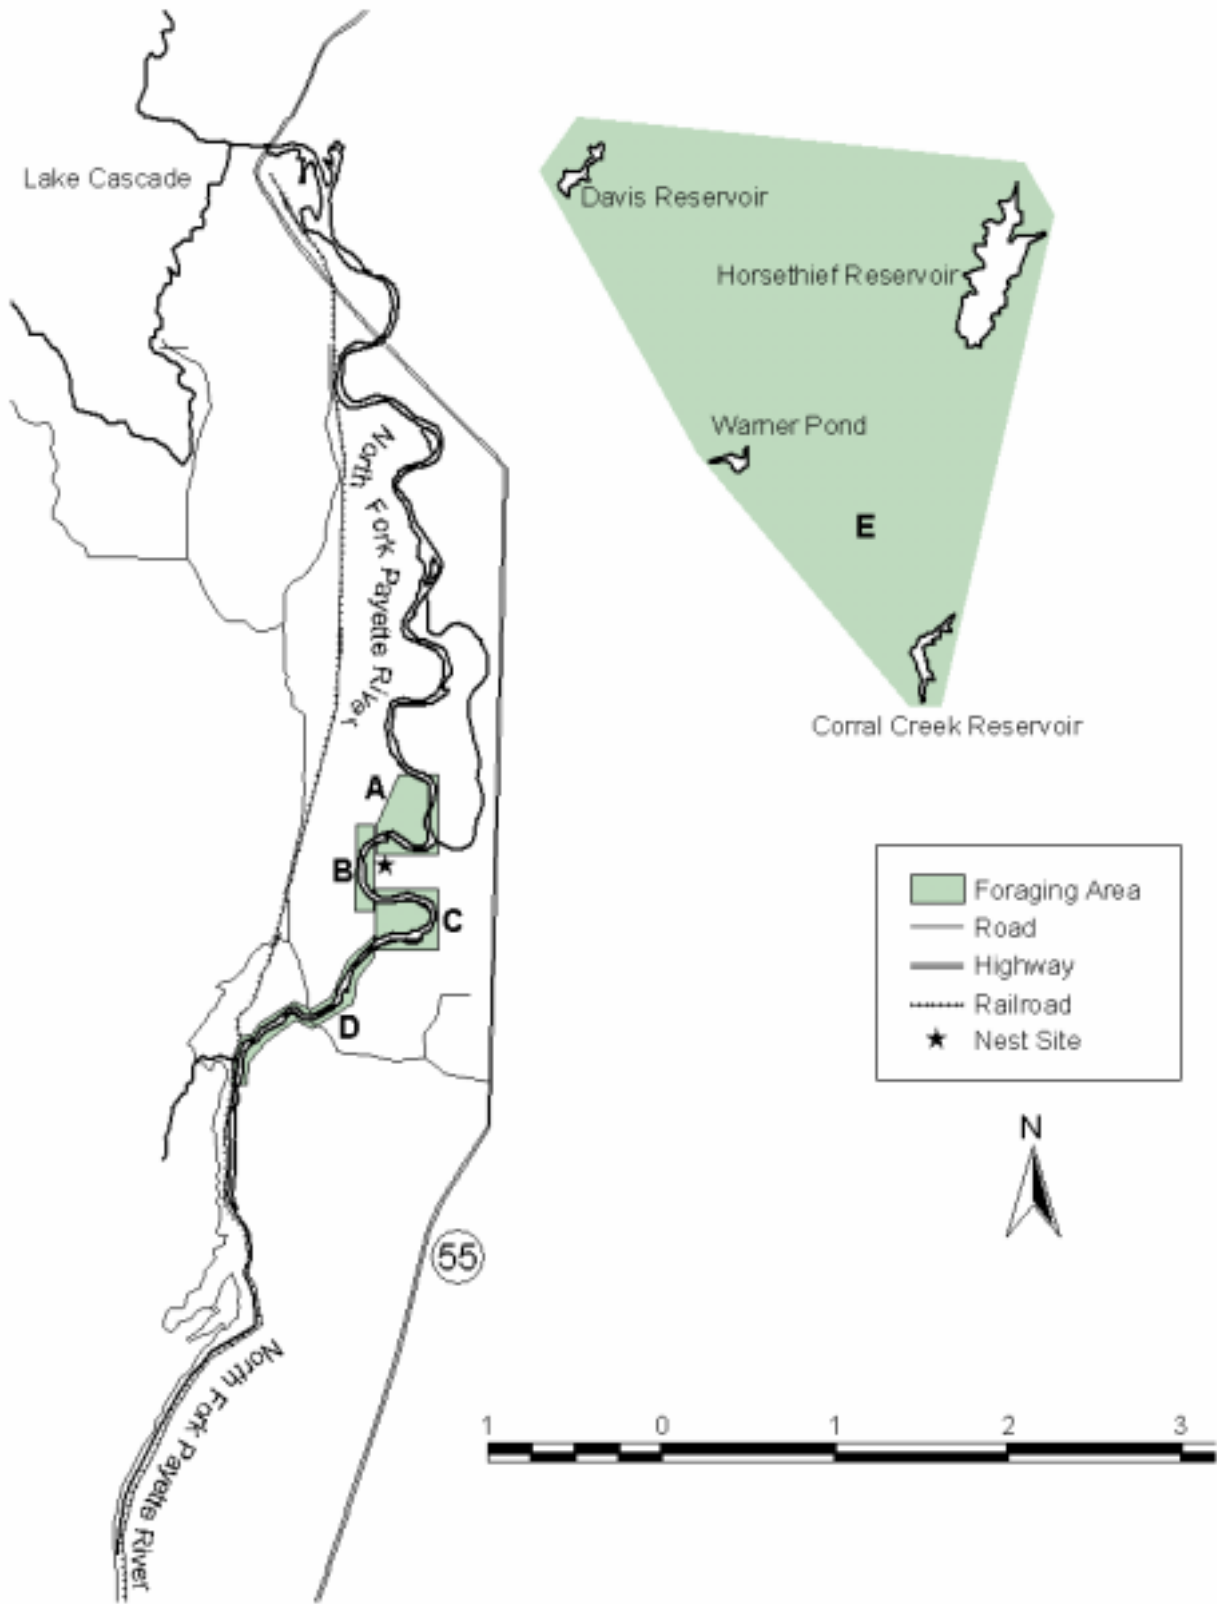 Lake Cascade
Davis Reservoir
Horsethief Reservoir
Warner Pond
E
Corral Creek Reservoir
North Fork Payette River
A
B
C
D
Foraging Area
Road
Highway
Railroad
Nest Site
N
55
North Fork Payette River
1 0 1 2 3